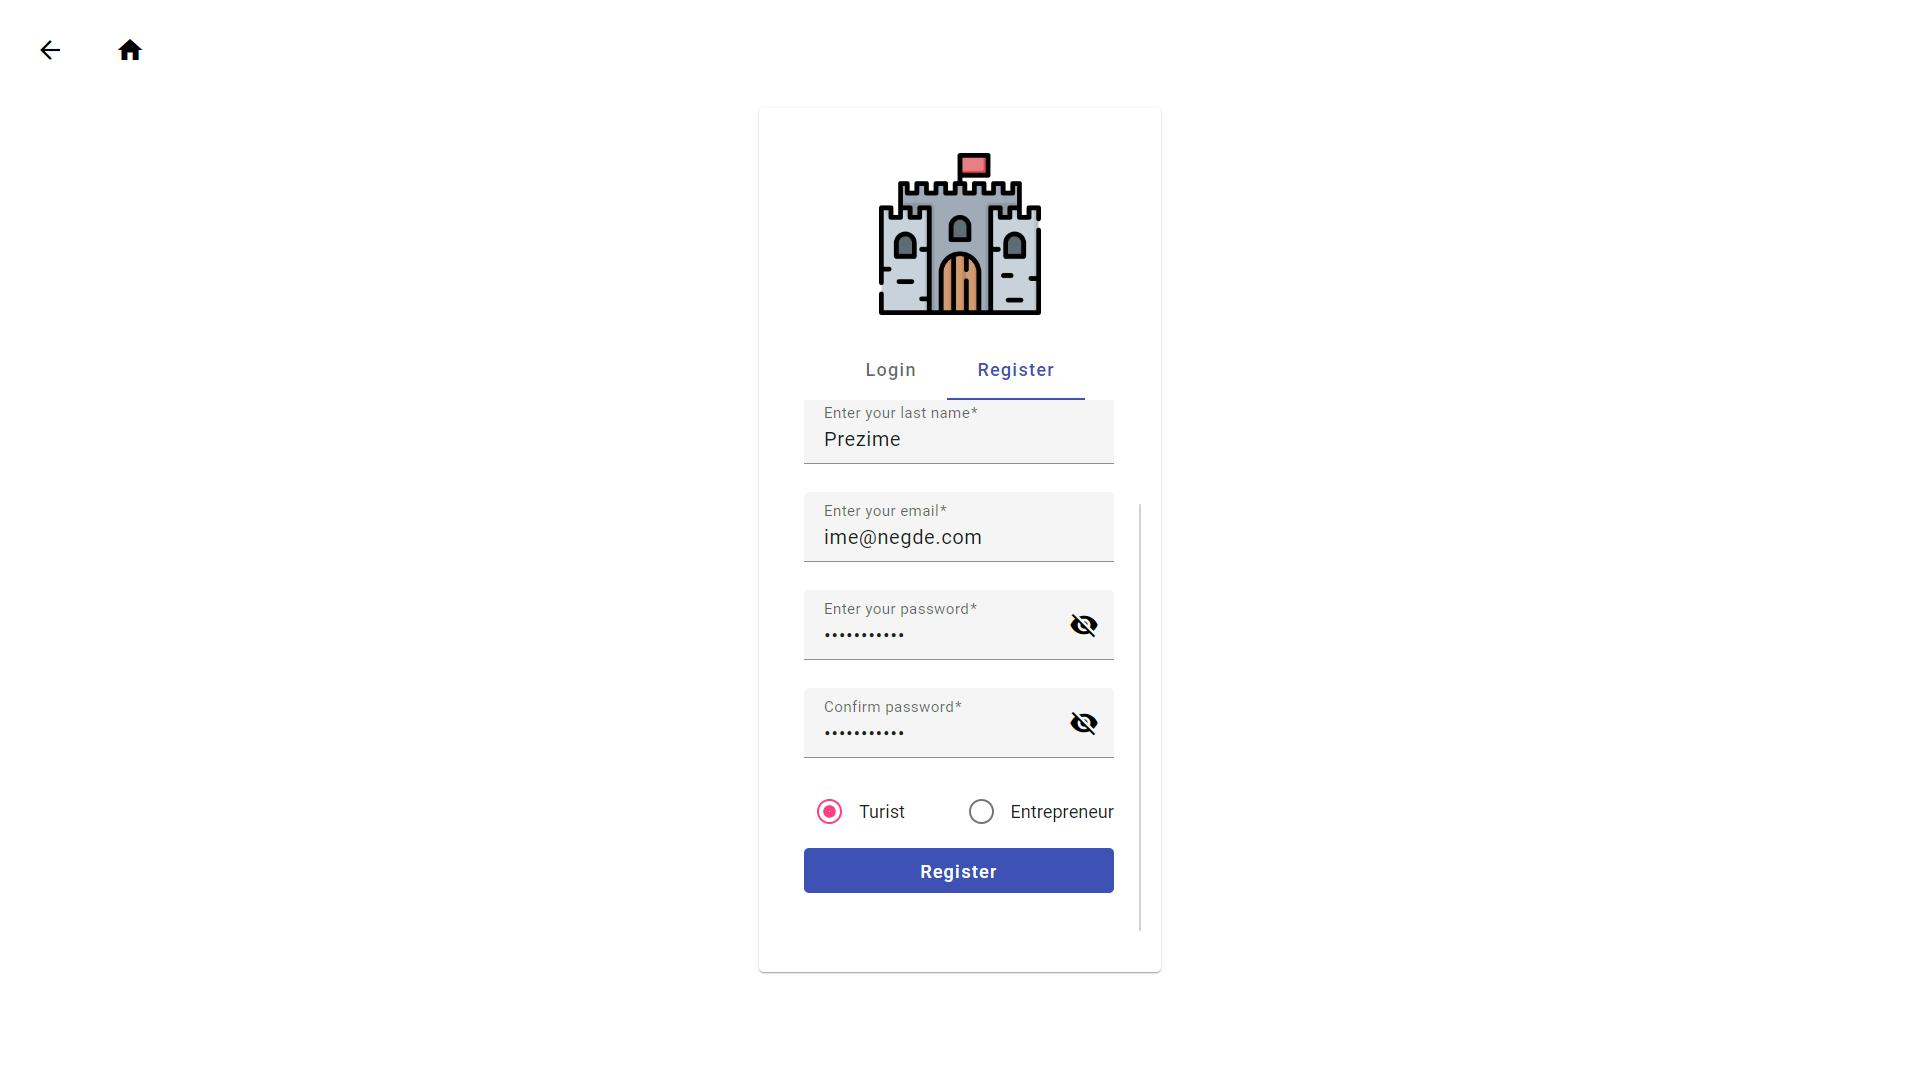 Login Register
Enter your last name*
Prezime
Enter your email*
ime@negde.com
Enter your password*
•••••••••••
Confirm password*
•••••••••••
Turist Entrepreneur
Register